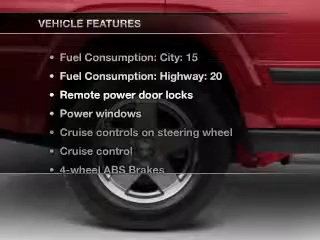 VEHICLE FEATURES
• Fuel Consumption: City: 15
• Fuel Consumption: Highway: 20
• Remote power door locks
• Power windows
• Cruise controls on steering wheel
• Cruise control
• 4-wheel ABS Brakes